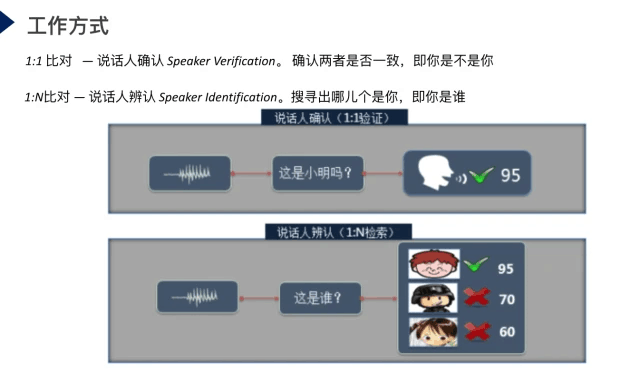 工作方式
1:1 比对 — 说话人确认 Speaker Verification。 确认两者是否一致，即你是不是你
1:N比对 — 说话人辨认 Speaker Identification。搜寻出哪儿个是你，即你是谁
说话人确认（1:1验证）
这是小明吗？
95
说话人辨认（1:N检索）
这是谁？
95
70
60